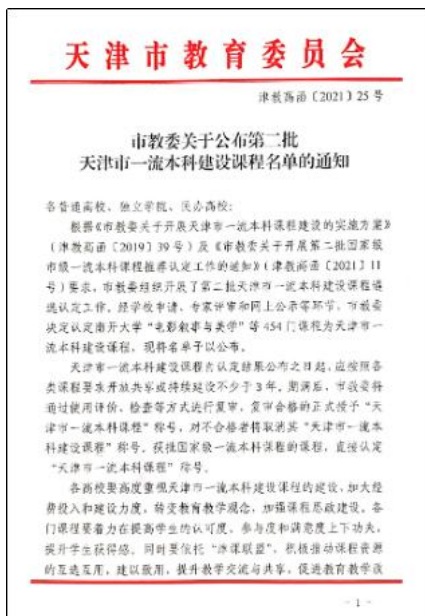 天津市教育委员会
津教高函〔2021〕25号
市教委关于公布第二批
天津市一流本科建设课程名单的通知
各普通高校、独立学院、民办高校：
根据《市教委关于开展天津市一流本科课程建设的实施方案》
（津教高函〔2019〕39号）及《市教委关于开展第二批国家级
市级一流本科课程推荐认定工作的通知》（津教高函〔2021〕11
号）要求，市教委组织开展了第二批天津市一流本科建设课程遴
选认定工作。经学校申请、专家评审和网上公示等环节，市教委
决定认定南开大学“电影叙事与美学”等454门课程为天津市一
流本科建设课程，现将名单予以公布。
天津市一流本科建设课程自认定结果公布之日起，应按照各
类课程要求开放共享或持续建设不少于3年。期满后，市教委将
通过使用评价、检查等方式进行复审，复审合格的正式授予“天
津市一流本科课程”称号，对不合格者将取消其“天津市一流本
科建设课程”称号。获批国家级一流本科课程的课程，直接认定
“天津市一流本科课程”称号。
各高校要高度重视天津市一流本科建设课程的建设，加大经
费投入和建设力度，转变教育教学观念，加强课程思政建设。各
门课程要着力在提高学生的认可度、参与度和满意度上下功夫，
提升学生获得感。同时要依托“津课联盟”，积极推动课程资源
的互选互用，建以致用，提升教学交流与共享，促进教育教学改
- 1 -